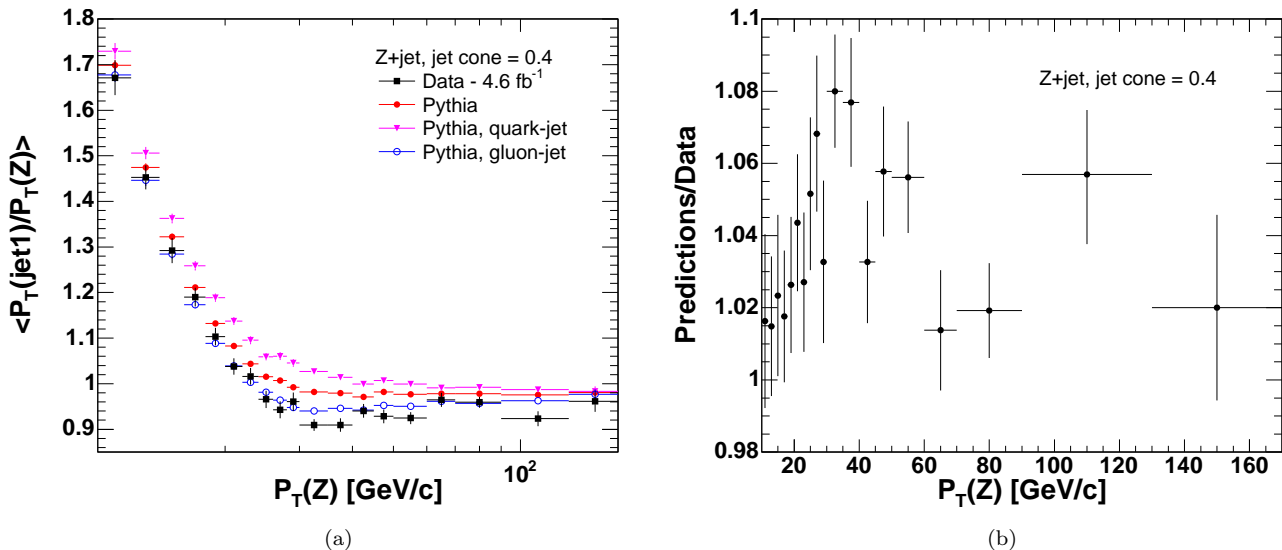 1.8
1.7
1.6
1.5
1.4
1.3
1.2
1.1
1
0.9
<P_T(jet1)/P_T(Z)>
Z+jet, jet cone = 0.4
Data - 4.6 fb⁻¹
Pythia
Pythia, quark-jet
Pythia, gluon-jet
10²
P_T(Z) [GeV/c]
(a)
1.1
1.08
1.06
1.04
1.02
1
0.98
Predictions/Data
Z+jet, jet cone = 0.4
20 40 60 80 100 120 140 160
P_T(Z) [GeV/c]
(b)